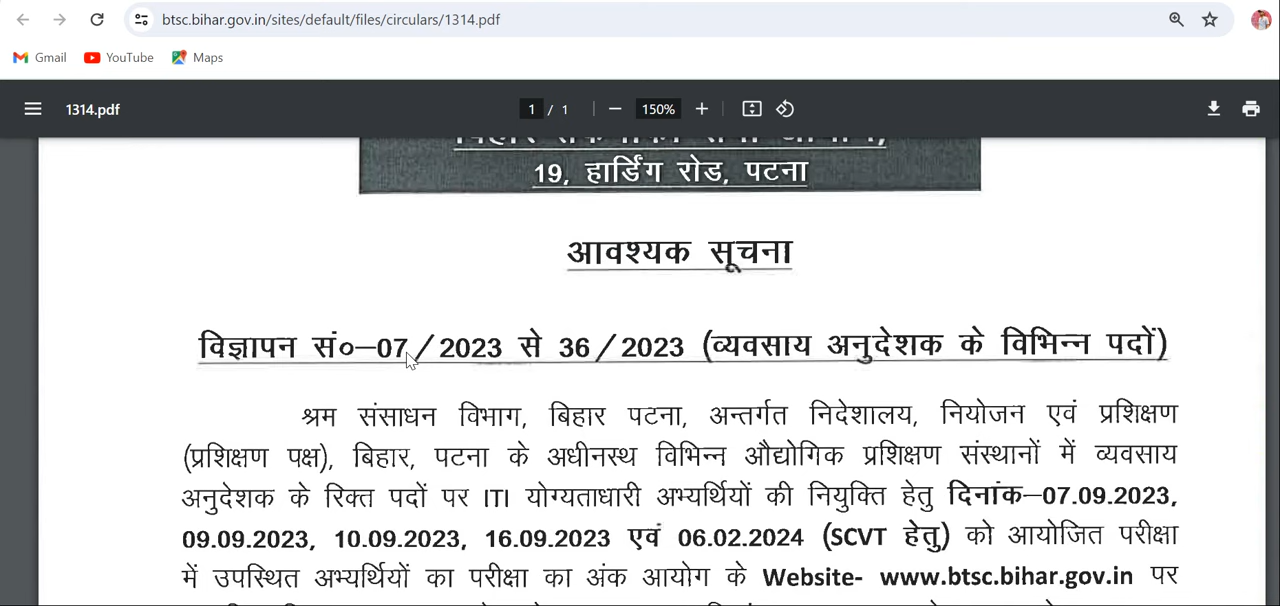 btsc.bihar.gov.in/sites/default/files/circulars/1314.pdf
Gmail YouTube Maps
1314.pdf 1 / 1 150%
19, हार्डिंग रोड, पटना
आवश्यक सूचना
विज्ञापन सं०–07/2023 से 36/2023 (व्यवसाय अनुदेशक के विभिन्न पदों)
श्रम संसाधन विभाग, बिहार पटना, अन्तर्गत निदेशालय, नियोजन एवं प्रशिक्षण
(प्रशिक्षण पक्ष), बिहार, पटना के अधीनस्थ विभिन्न औद्योगिक प्रशिक्षण संस्थानों में व्यवसाय
अनुदेशक के रिक्त पदों पर ITI योग्यताधारी अभ्यर्थियों की नियुक्ति हेतु दिनांक–07.09.2023,
09.09.2023, 10.09.2023, 16.09.2023 एवं 06.02.2024 (SCVT हेतु) को आयोजित परीक्षा
में उपस्थित अभ्यर्थियों का परीक्षा का अंक आयोग के Website- www.btsc.bihar.gov.in पर